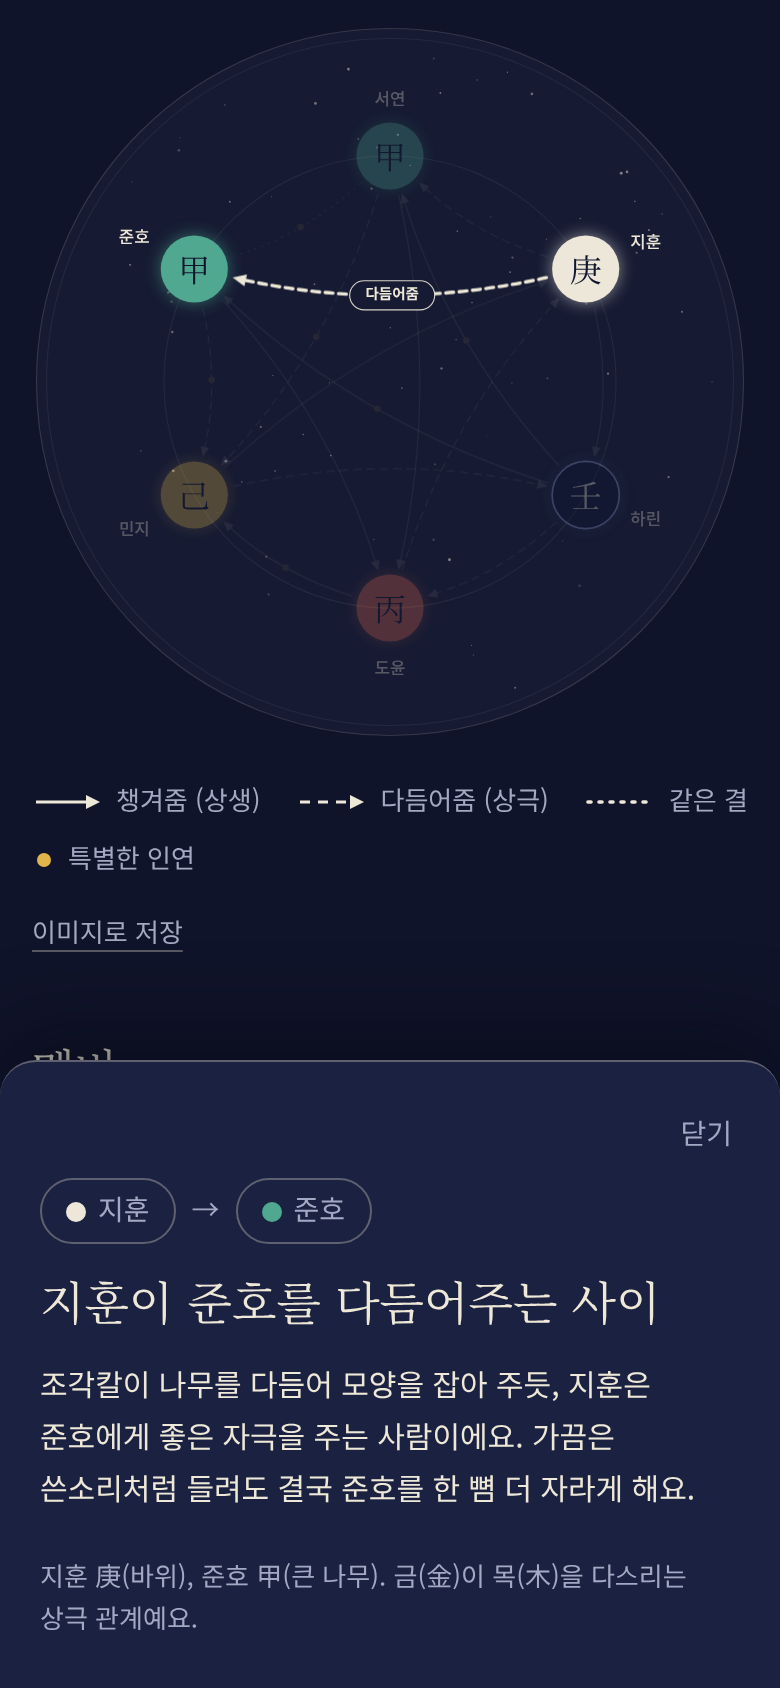 서연
甲
준호
甲
지훈
庚
다듬어줌
己
민지
壬
하린
丙
도윤
챙겨줌 (상생)
다듬어줌 (상극)
같은 결
특별한 인연
이미지로 저장
닫기
지훈 → 준호
지훈이 준호를 다듬어주는 사이
조각칼이 나무를 다듬어 모양을 잡아 주듯, 지훈은
준호에게 좋은 자극을 주는 사람이에요. 가끔은
쓴소리처럼 들려도 결국 준호를 한 뼘 더 자라게 해요.
지훈 庚(바위), 준호 甲(큰 나무). 금(金)이 목(木)을 다스리는
상극 관계예요.